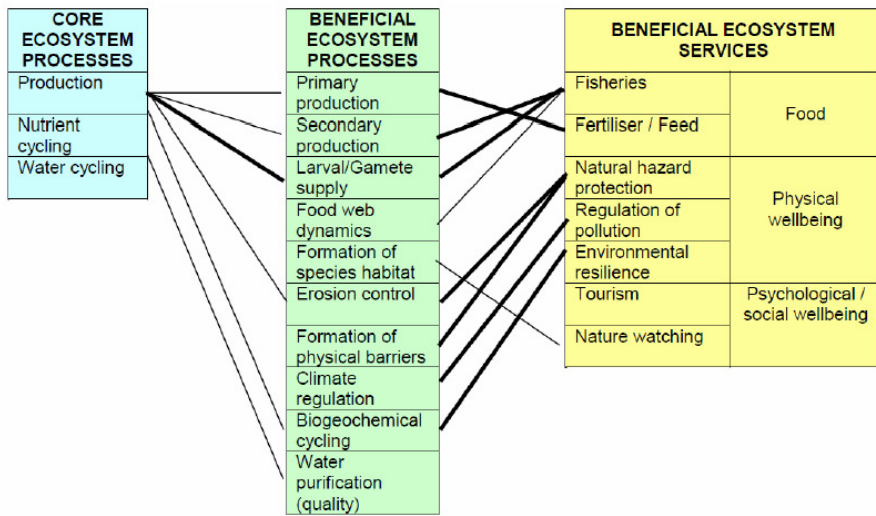 CORE
ECOSYSTEM
PROCESSES
Production
Nutrient
cycling
Water cycling
BENEFICIAL
ECOSYSTEM
PROCESSES
Primary
production
Secondary
production
Larval/Gamete
supply
Food web
dynamics
Formation of
species habitat
Erosion control
Formation of
physical barriers
Climate
regulation
Biogeochemical
cycling
Water
purification
(quality)
BENEFICIAL ECOSYSTEM
SERVICES
Fisheries
Fertiliser / Feed
Food
Natural hazard
protection
Regulation of
pollution
Environmental
resilience
Physical
wellbeing
Tourism
Nature watching
Psychological /
social wellbeing